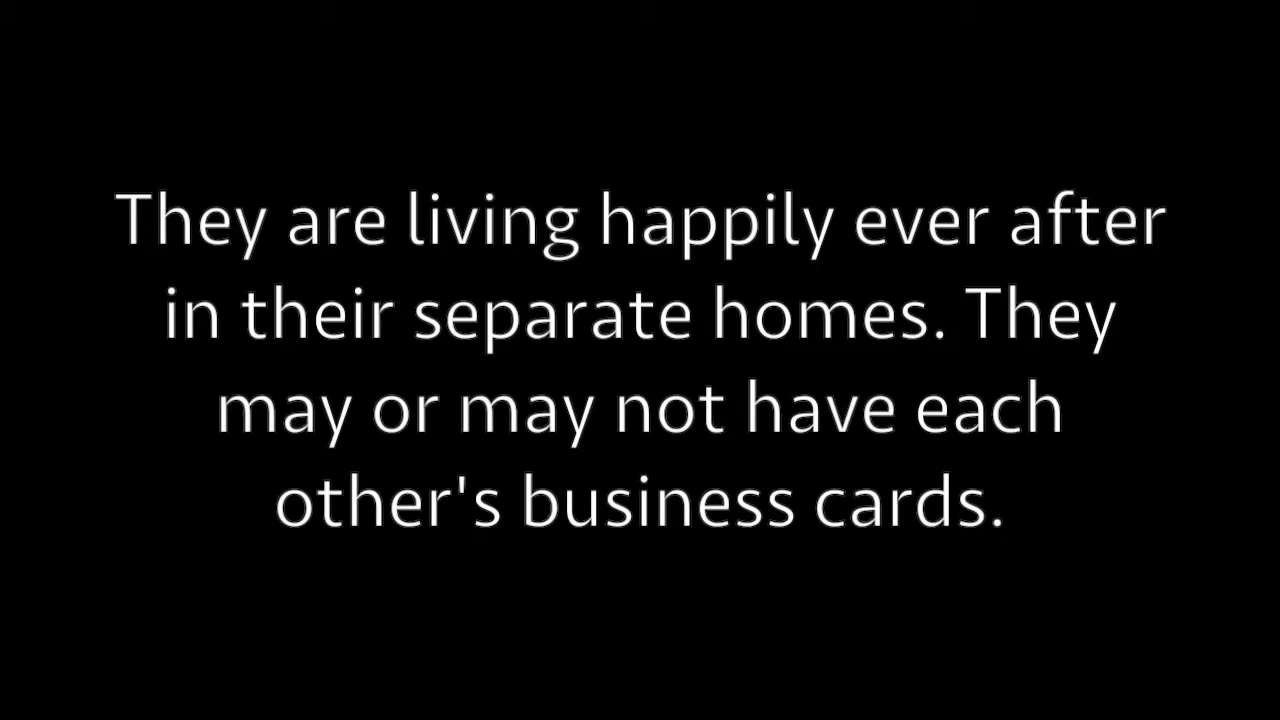 They are living happily ever after
in their separate homes. They
may or may not have each
other's business cards.